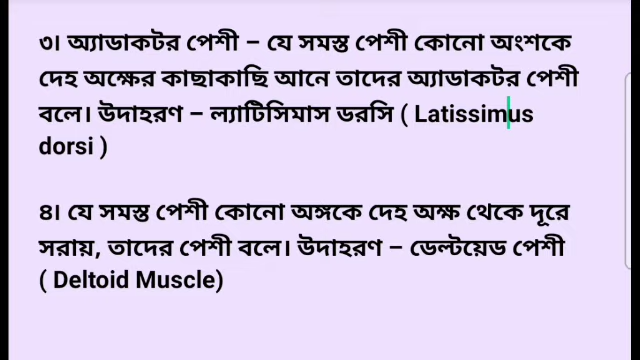 ৩। অ্যাডাকটর পেশী – যে সমস্ত পেশী কোনো অংশকে
দেহ অক্ষের কাছাকাছি আনে তাদের অ্যাডাকটর পেশী
বলে। উদাহরণ – ল্যাটিসিমাস ডরসি ( Latissimus
dorsi )
৪। যে সমস্ত পেশী কোনো অঙ্গকে দেহ অক্ষ থেকে দূরে
সরায়, তাদের পেশী বলে। উদাহরণ – ডেল্টয়েড পেশী
( Deltoid Muscle)